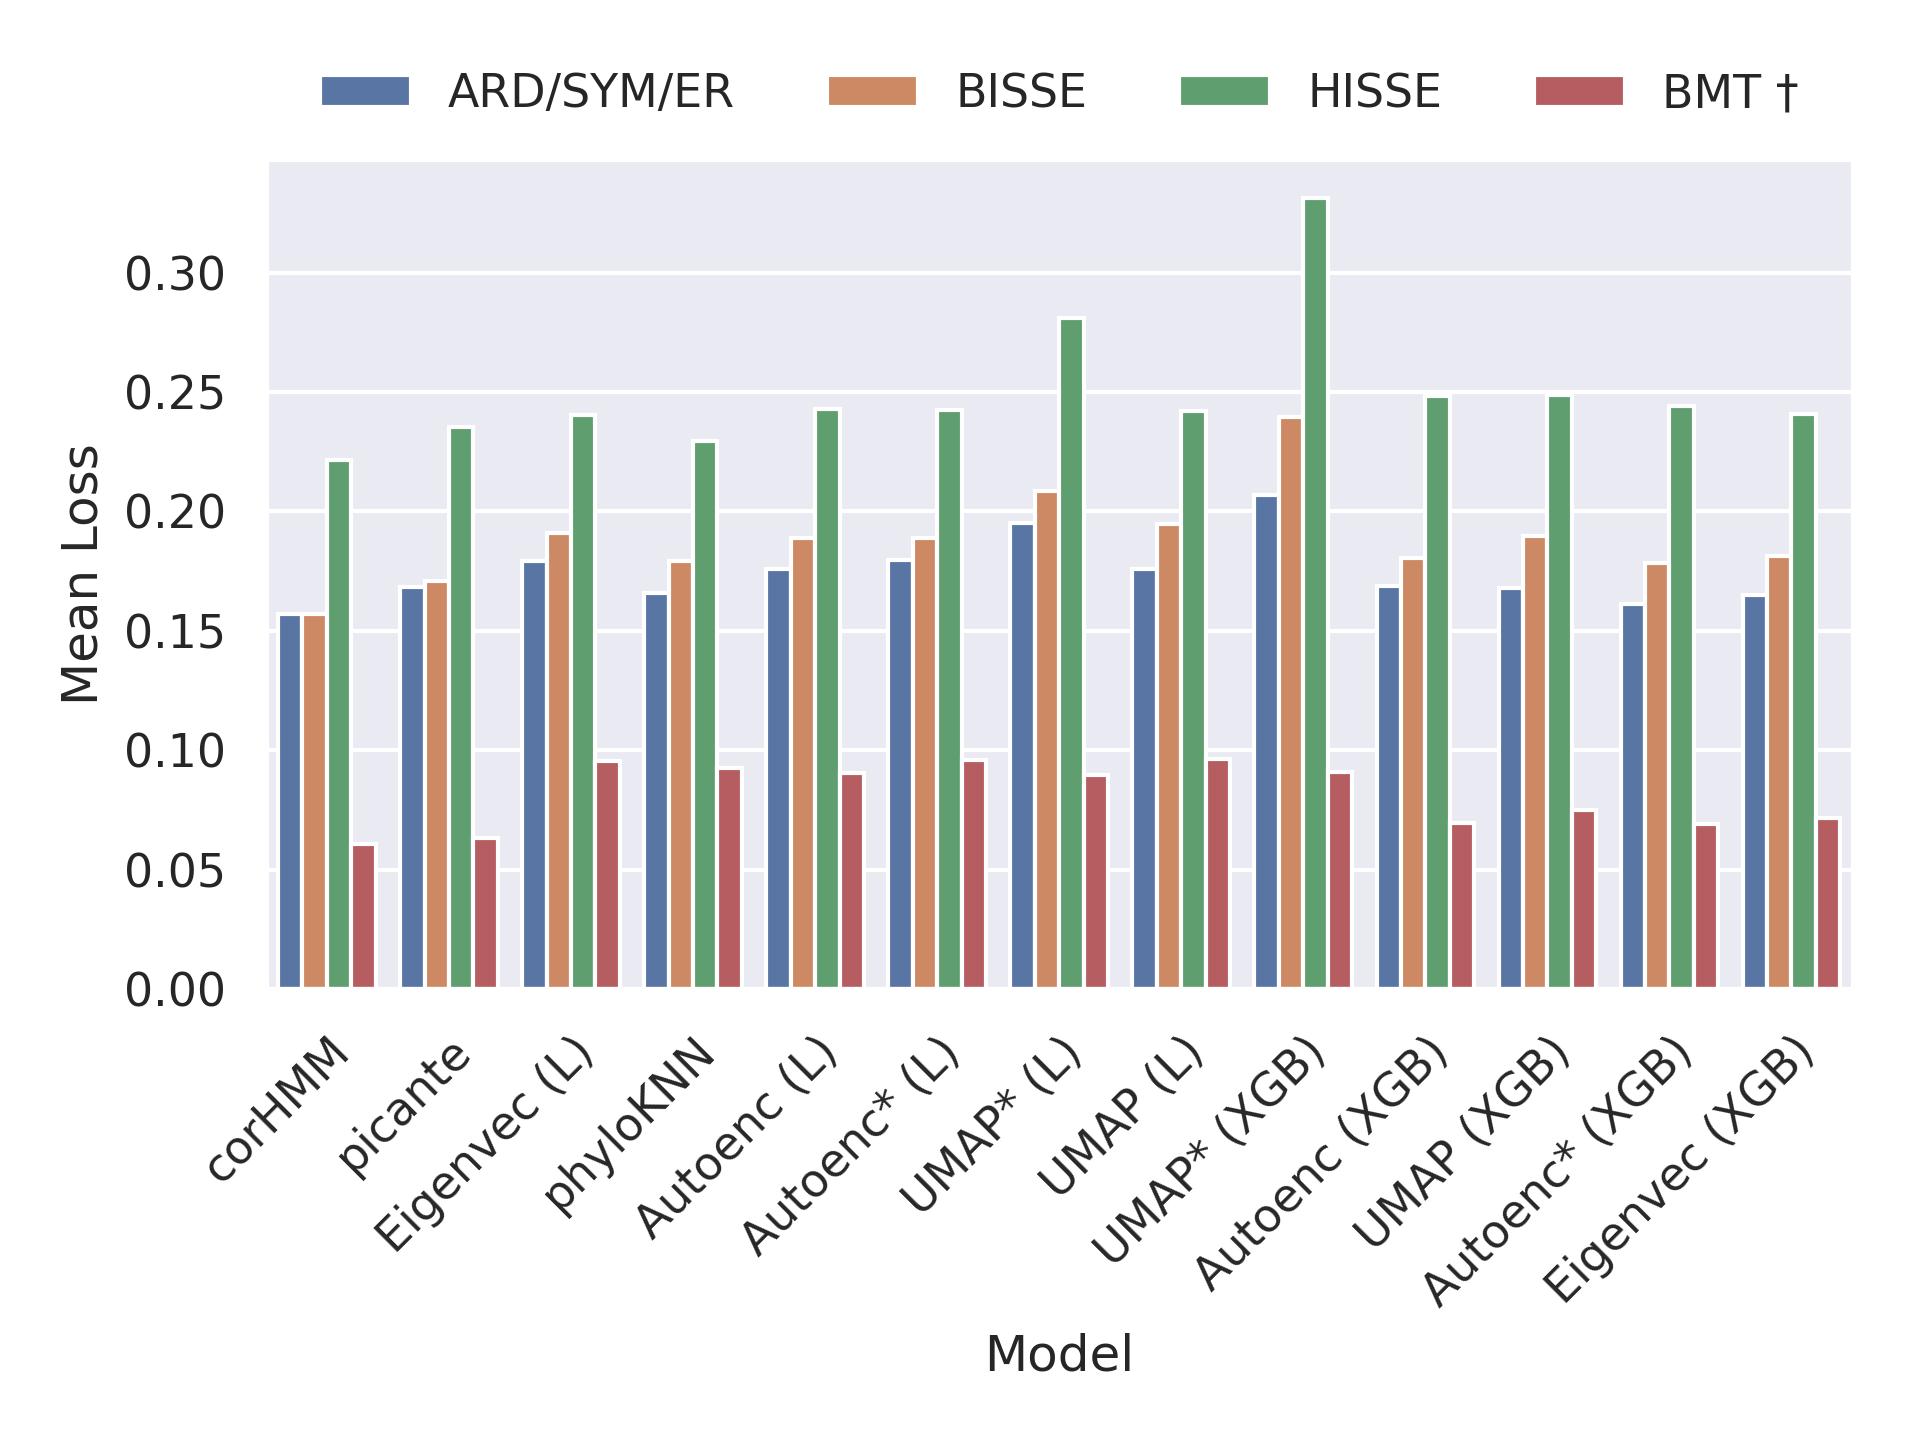 ARD/SYM/ER BISSE HISSE BMT †
Mean Loss
0.30
0.25
0.20
0.15
0.10
0.05
0.00
corHMM
picante
Eigenvec (L)
phyloKNN
Autoenc (L)
Autoenc* (L)
UMAP* (L)
UMAP (L)
UMAP* (XGB)
Autoenc (XGB)
UMAP (XGB)
Autoenc* (XGB)
Eigenvec (XGB)
Model